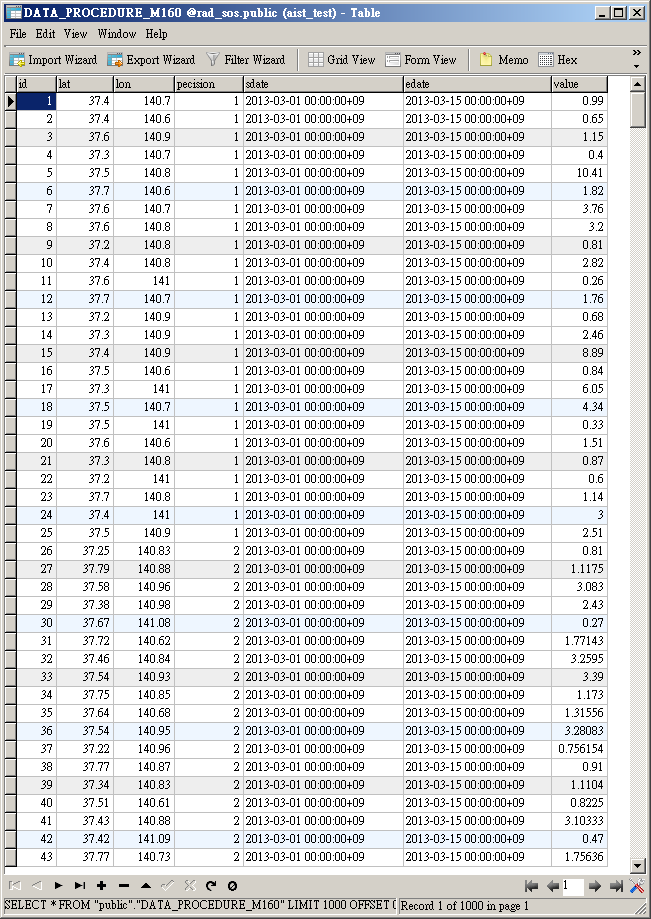 DATA_PROCEDURE_M160 @rad_sos.public (aist_test) - Table
File Edit View Window Help
Import Wizard Export Wizard Filter Wizard Grid View Form View Memo Hex
id lat lon pecision sdate edate value
1 37.4 140.7 1 2013-03-01 00:00:00+09 2013-03-15 00:00:00+09 0.99
2 37.4 140.6 1 2013-03-01 00:00:00+09 2013-03-15 00:00:00+09 0.65
3 37.6 140.9 1 2013-03-01 00:00:00+09 2013-03-15 00:00:00+09 1.15
4 37.3 140.7 1 2013-03-01 00:00:00+09 2013-03-15 00:00:00+09 0.4
5 37.5 140.8 1 2013-03-01 00:00:00+09 2013-03-15 00:00:00+09 10.41
6 37.7 140.6 1 2013-03-01 00:00:00+09 2013-03-15 00:00:00+09 1.82
7 37.6 140.7 1 2013-03-01 00:00:00+09 2013-03-15 00:00:00+09 3.76
8 37.6 140.8 1 2013-03-01 00:00:00+09 2013-03-15 00:00:00+09 3.2
9 37.2 140.8 1 2013-03-01 00:00:00+09 2013-03-15 00:00:00+09 0.81
10 37.4 140.8 1 2013-03-01 00:00:00+09 2013-03-15 00:00:00+09 2.82
11 37.6 141 1 2013-03-01 00:00:00+09 2013-03-15 00:00:00+09 0.26
12 37.7 140.7 1 2013-03-01 00:00:00+09 2013-03-15 00:00:00+09 1.76
13 37.2 140.9 1 2013-03-01 00:00:00+09 2013-03-15 00:00:00+09 0.68
14 37.3 140.9 1 2013-03-01 00:00:00+09 2013-03-15 00:00:00+09 2.46
15 37.4 140.9 1 2013-03-01 00:00:00+09 2013-03-15 00:00:00+09 8.89
16 37.5 140.6 1 2013-03-01 00:00:00+09 2013-03-15 00:00:00+09 0.84
17 37.3 141 1 2013-03-01 00:00:00+09 2013-03-15 00:00:00+09 6.05
18 37.5 140.7 1 2013-03-01 00:00:00+09 2013-03-15 00:00:00+09 4.34
19 37.5 141 1 2013-03-01 00:00:00+09 2013-03-15 00:00:00+09 0.33
20 37.6 140.6 1 2013-03-01 00:00:00+09 2013-03-15 00:00:00+09 1.51
21 37.3 140.8 1 2013-03-01 00:00:00+09 2013-03-15 00:00:00+09 0.87
22 37.2 141 1 2013-03-01 00:00:00+09 2013-03-15 00:00:00+09 0.6
23 37.7 140.8 1 2013-03-01 00:00:00+09 2013-03-15 00:00:00+09 1.14
24 37.4 141 1 2013-03-01 00:00:00+09 2013-03-15 00:00:00+09 3
25 37.5 140.9 1 2013-03-01 00:00:00+09 2013-03-15 00:00:00+09 2.51
26 37.25 140.83 2 2013-03-01 00:00:00+09 2013-03-15 00:00:00+09 0.81
27 37.79 140.88 2 2013-03-01 00:00:00+09 2013-03-15 00:00:00+09 1.1175
28 37.58 140.96 2 2013-03-01 00:00:00+09 2013-03-15 00:00:00+09 3.083
29 37.38 140.98 2 2013-03-01 00:00:00+09 2013-03-15 00:00:00+09 2.43
30 37.67 141.08 2 2013-03-01 00:00:00+09 2013-03-15 00:00:00+09 0.27
31 37.72 140.62 2 2013-03-01 00:00:00+09 2013-03-15 00:00:00+09 1.77143
32 37.46 140.84 2 2013-03-01 00:00:00+09 2013-03-15 00:00:00+09 3.2595
33 37.54 140.93 2 2013-03-01 00:00:00+09 2013-03-15 00:00:00+09 3.39
34 37.75 140.85 2 2013-03-01 00:00:00+09 2013-03-15 00:00:00+09 1.173
35 37.64 140.68 2 2013-03-01 00:00:00+09 2013-03-15 00:00:00+09 1.31556
36 37.54 140.95 2 2013-03-01 00:00:00+09 2013-03-15 00:00:00+09 3.28083
37 37.22 140.96 2 2013-03-01 00:00:00+09 2013-03-15 00:00:00+09 0.756154
38 37.77 140.87 2 2013-03-01 00:00:00+09 2013-03-15 00:00:00+09 0.91
39 37.34 140.83 2 2013-03-01 00:00:00+09 2013-03-15 00:00:00+09 1.1104
40 37.51 140.61 2 2013-03-01 00:00:00+09 2013-03-15 00:00:00+09 0.8225
41 37.43 140.88 2 2013-03-01 00:00:00+09 2013-03-15 00:00:00+09 3.10333
42 37.42 141.09 2 2013-03-01 00:00:00+09 2013-03-15 00:00:00+09 0.47
43 37.77 140.73 2 2013-03-01 00:00:00+09 2013-03-15 00:00:00+09 1.75636
1
SELECT * FROM "public"."DATA_PROCEDURE_M160" LIMIT 1000 OFFSET Record 1 of 1000 in page 1